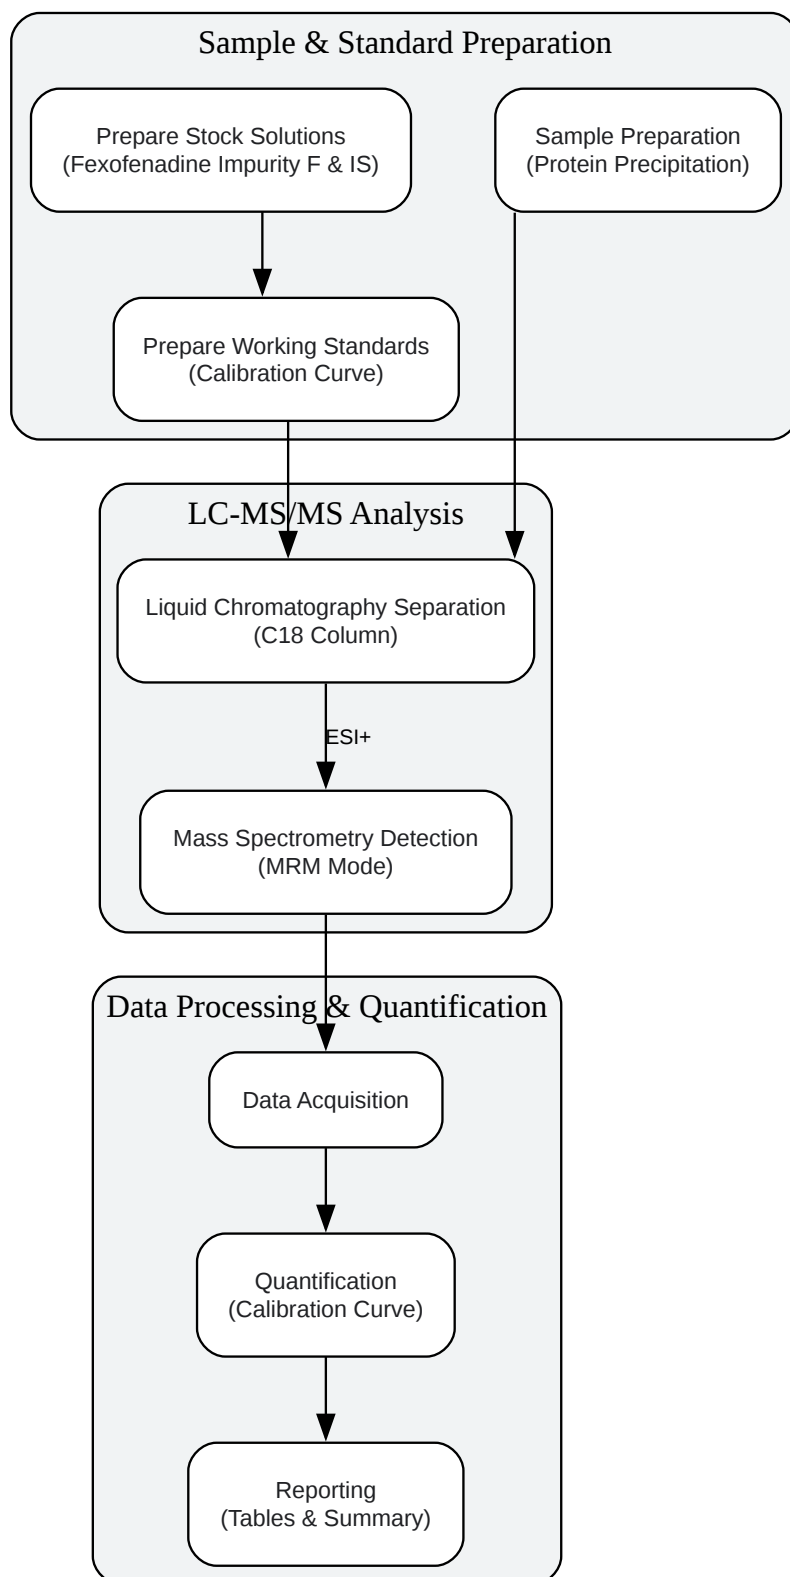 Sample & Standard Preparation
Prepare Stock Solutions
(Fexofenadine Impurity F & IS)
Sample Preparation
(Protein Precipitation)
Prepare Working Standards
(Calibration Curve)
LC-MS/MS Analysis
Liquid Chromatography Separation
(C18 Column)
ESI+
Mass Spectrometry Detection
(MRM Mode)
Data Processing & Quantification
Data Acquisition
Quantification
(Calibration Curve)
Reporting
(Tables & Summary)